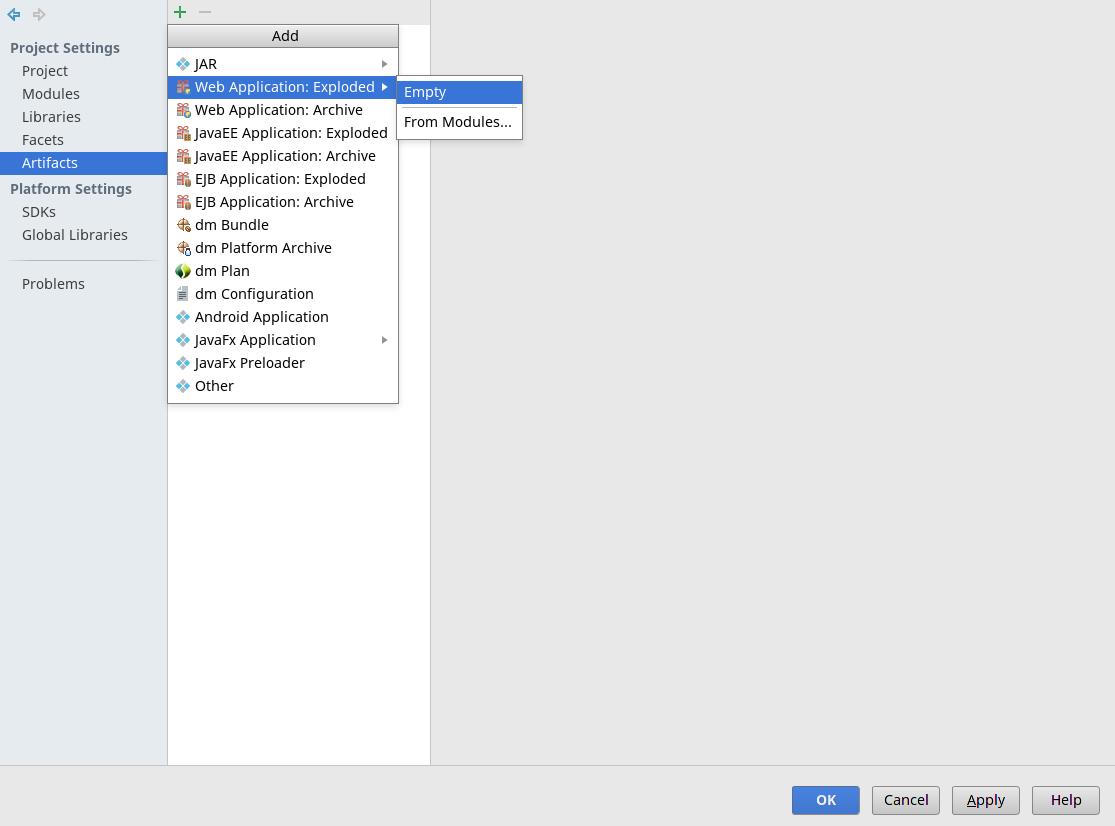 Project Settings
Project
Modules
Libraries
Facets
Artifacts
Platform Settings
SDKs
Global Libraries
Problems
Add
JAR
Web Application: Exploded
Web Application: Archive
JavaEE Application: Exploded
JavaEE Application: Archive
EJB Application: Exploded
EJB Application: Archive
dm Bundle
dm Platform Archive
dm Plan
dm Configuration
Android Application
JavaFx Application
JavaFx Preloader
Other
Empty
From Modules...
OK
Cancel
Apply
Help